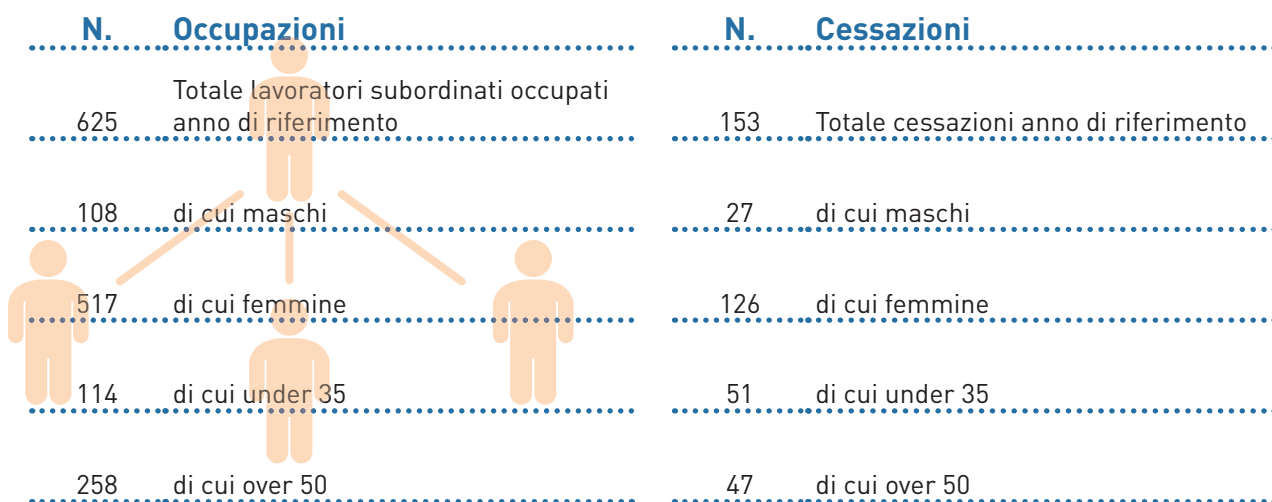 N. Occupazioni
Totale lavoratori subordinati occupati
625 anno di riferimento
108 di cui maschi
517 di cui femmine
114 di cui under 35
258 di cui over 50
N. Cessazioni
153 Totale cessazioni anno di riferimento
27 di cui maschi
126 di cui femmine
51 di cui under 35
47 di cui over 50